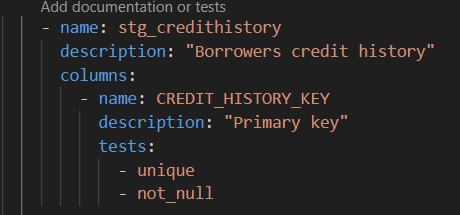 Add documentation or tests
- name: stg_credithistory
description: "Borrowers credit history"
columns:
- name: CREDIT_HISTORY_KEY
description: "Primary key"
tests:
- unique
- not_null